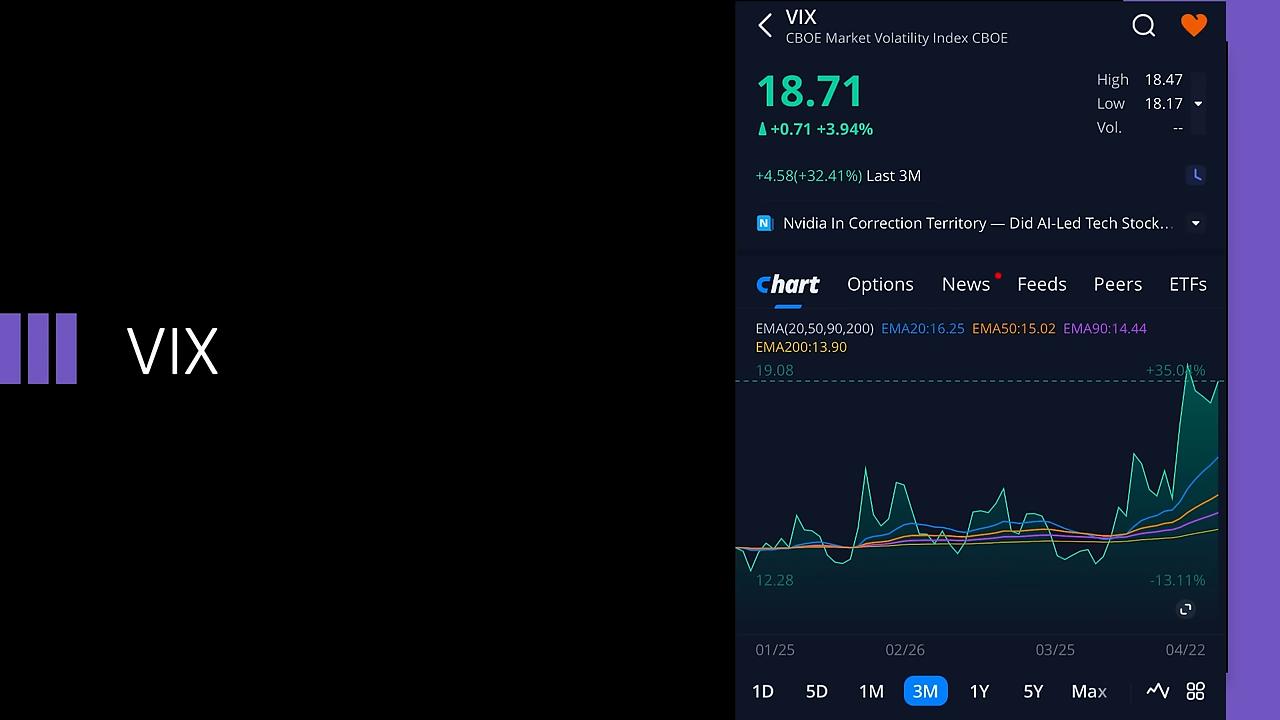 VIX
VIX
CBOE Market Volatility Index CBOE
18.71
+0.71 +3.94%
High 18.47
Low 18.17
Vol. --
+4.58(+32.41%) Last 3M
N Nvidia In Correction Territory — Did AI-Led Tech Stock...
Chart Options News Feeds Peers ETFs
EMA(20,50,90,200) EMA20:16.25 EMA50:15.02 EMA90:14.44
EMA200:13.90
19.08 +35.04%
12.28 -13.11%
01/25 02/26 03/25 04/22
1D 5D 1M 3M 1Y 5Y Max